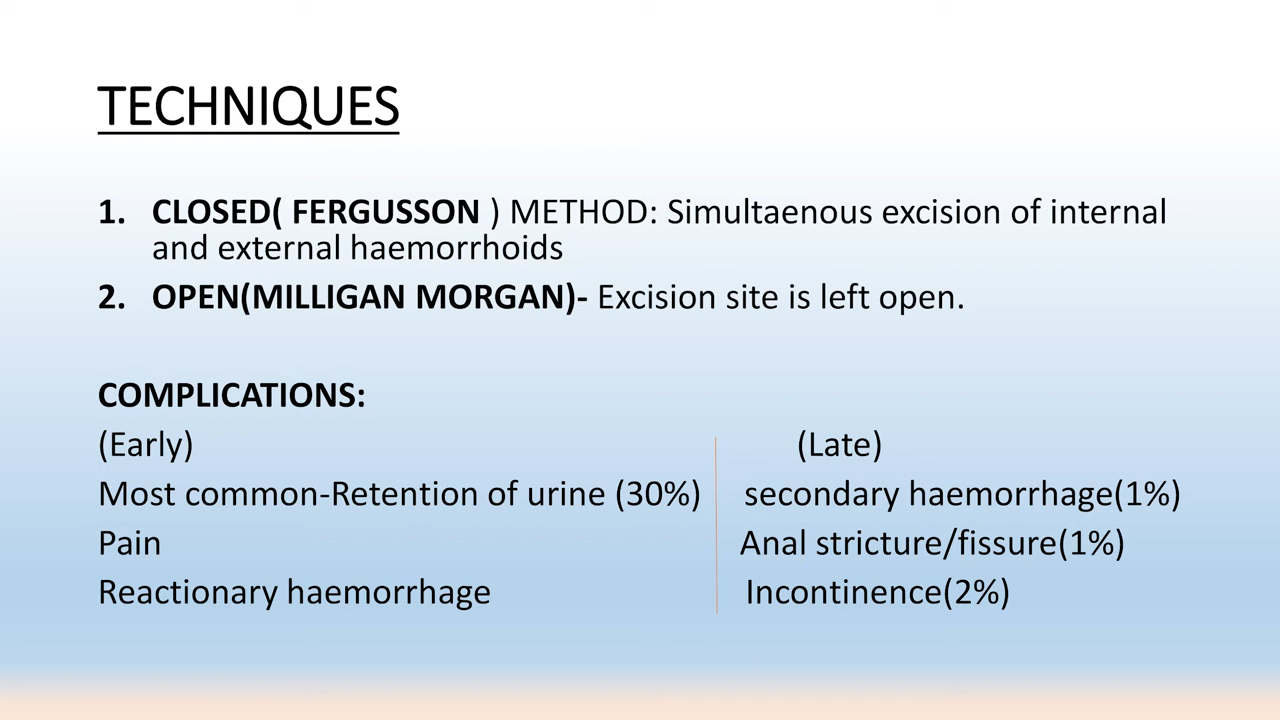 TECHNIQUES
1. CLOSED( FERGUSSON ) METHOD: Simultaenous excision of internal
and external haemorrhoids
2. OPEN(MILLIGAN MORGAN)- Excision site is left open.
COMPLICATIONS:
(Early) (Late)
Most common-Retention of urine (30%) secondary haemorrhage(1%)
Pain Anal stricture/fissure(1%)
Reactionary haemorrhage Incontinence(2%)